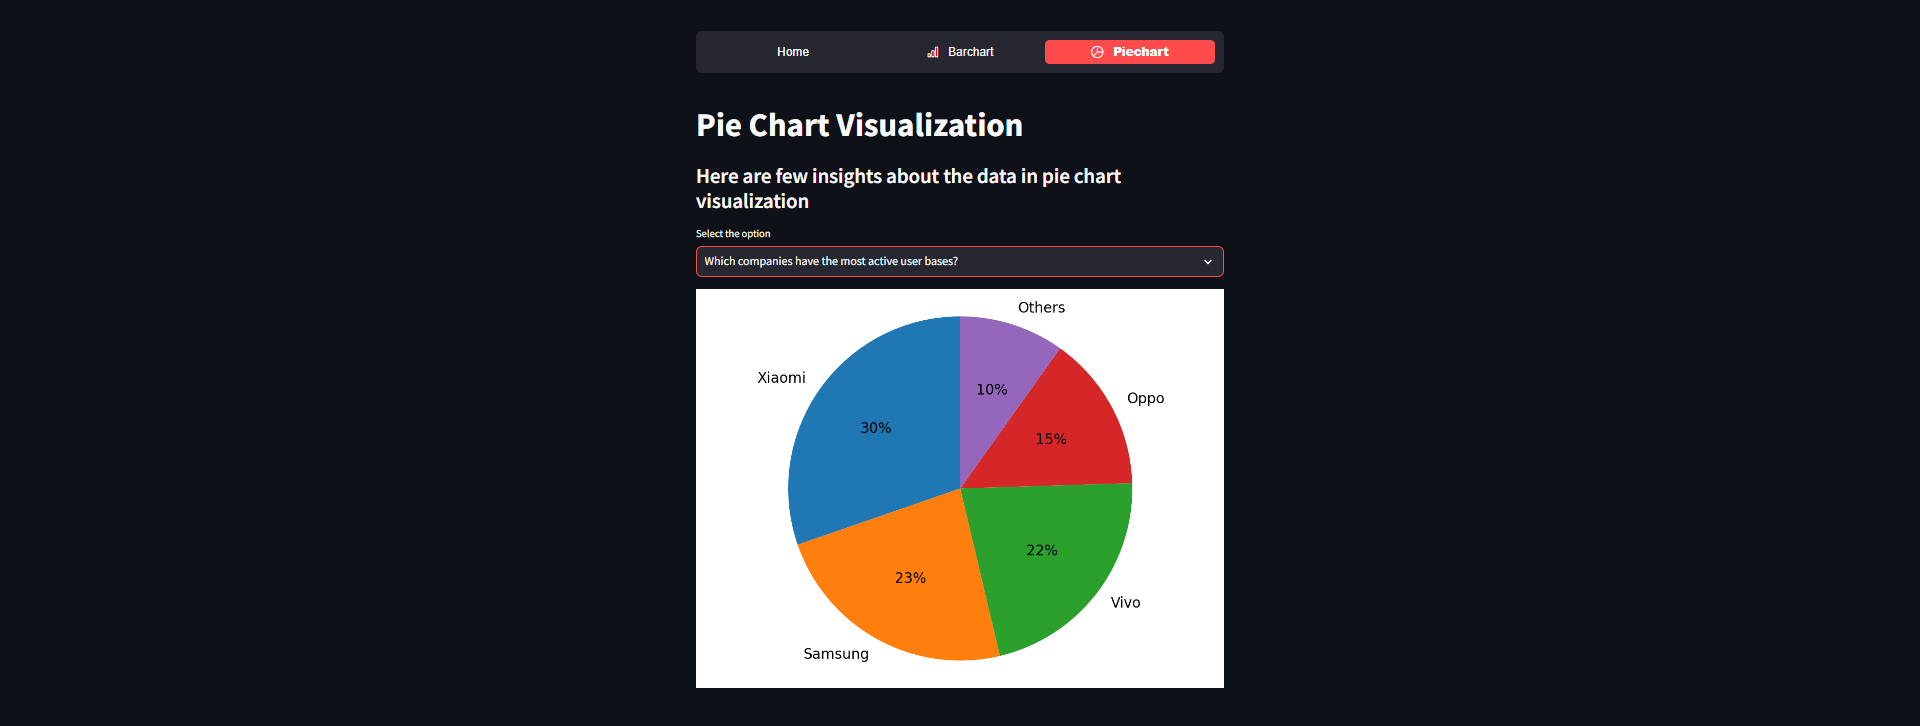 Home
Barchart
Piechart
Pie Chart Visualization
Here are few insights about the data in pie chart
visualization
Select the option
Which companies have the most active user bases?
Others
Xiaomi
10%
Oppo
30%
15%
22%
23%
Vivo
Samsung